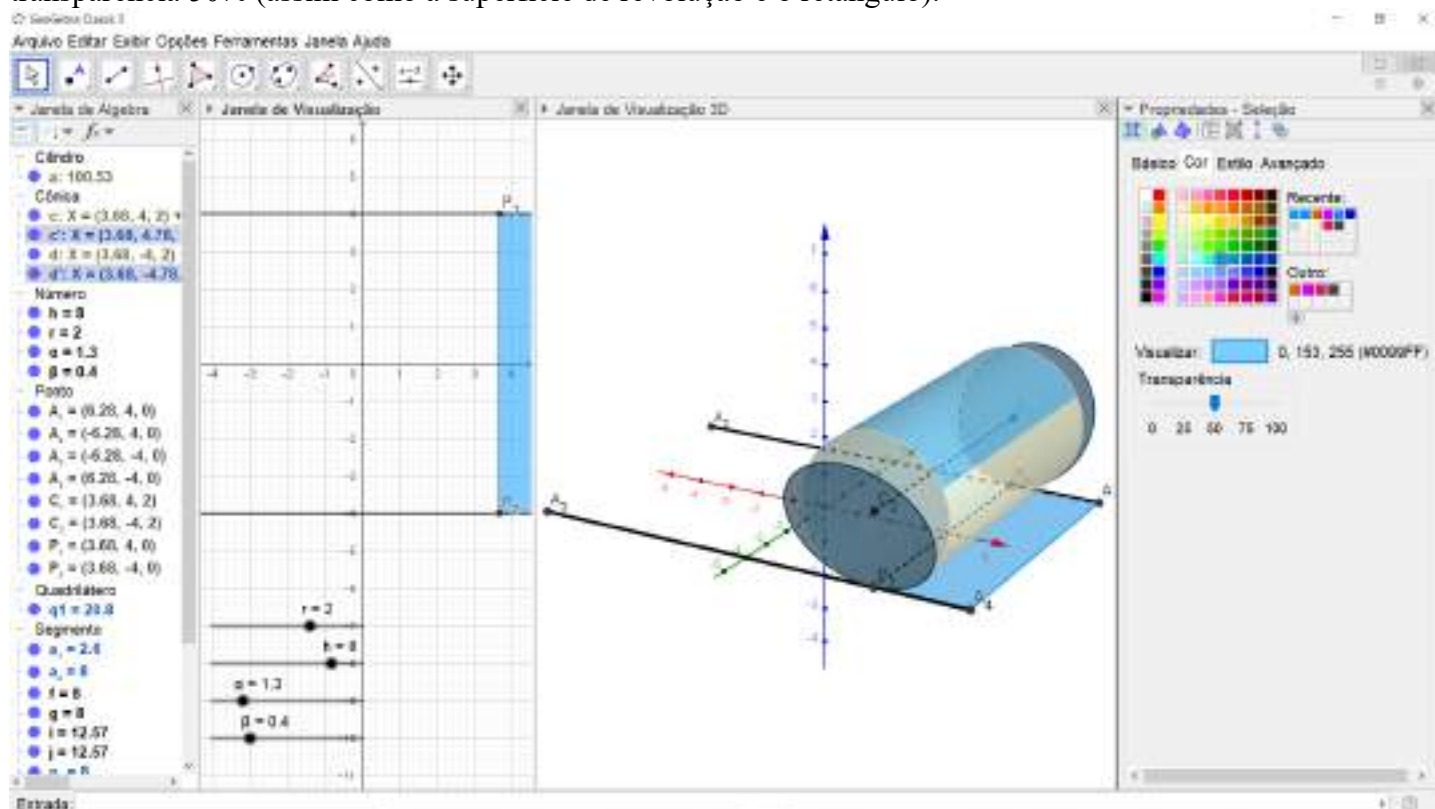 transparência 50% (assim como a superfície de revolução e o retângulo).
GeoGebra Classic 5
Arquivo Editar Exibir Opções Ferramentas Janela Ajuda
Janela de Álgebra
Janela de Visualização
Janela de Visualização 3D
Propriedades - Seleção
Básico Cor Estilo Avançado
Cilindro
a: 100.53
Cônica
c: X = (3.68, 4, 2) +
c': X = (3.68, 4.78,
d: X = (3.68, -4, 2)
d': X = (3.68, -4.78,
Número
h = 8
r = 2
α = 1.3
β = 0.4
Ponto
= (6.28, 4, 0)
= (-6.28, 4, 0)
= (-6.28, -4, 0)
= (6.28, -4, 0)
= (3.68, 4, 2)
= (3.68, -4, 2)
= (3.68, 4, 0)
= (3.68, -4, 0)
Quadrilátero
q1 = 20.8
Segmento
f = 8
g = 8
i = 12.57
j = 12.57
r = 2
h = 8
α = 1.3
β = 0.4
Recente:
Outro:
Visualizar: 0, 153, 255 (#0099FF)
Transparência
0 25 50 75 100
Entrada: